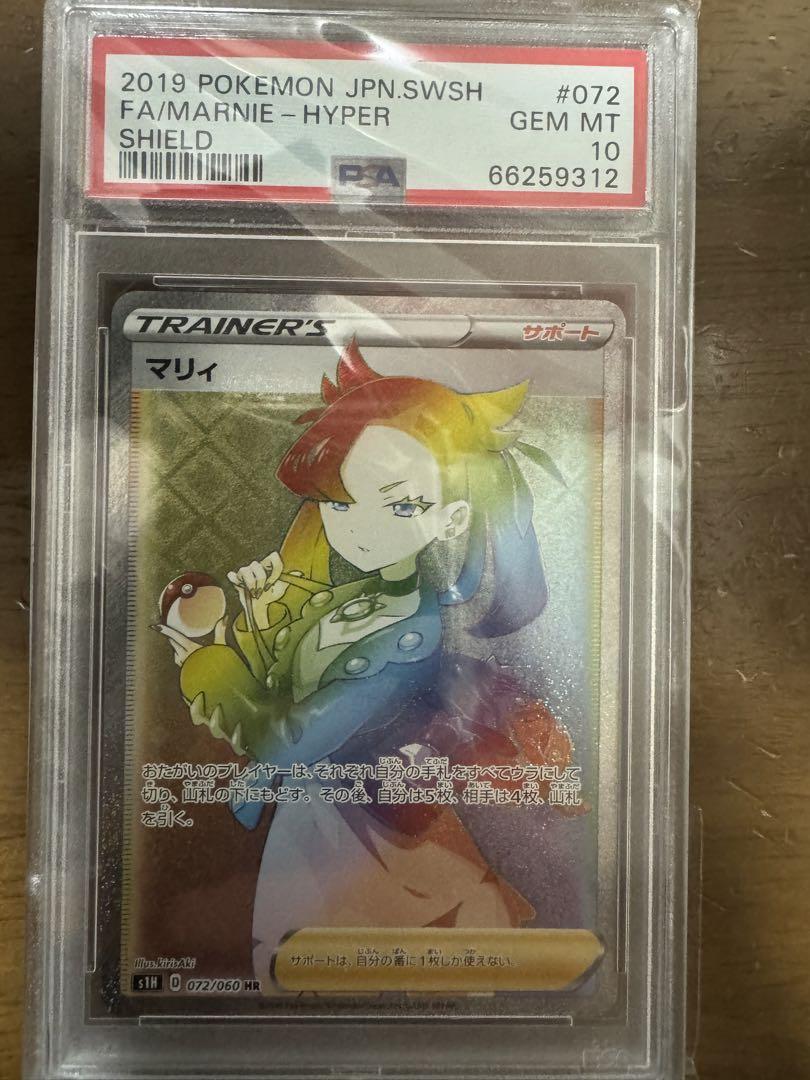 2019 POKEMON JPN.SWSH #072
FA/MARNIE - HYPER GEM MT
SHIELD 10
PSA 66259312
TRAINER'S サポート
マリィ
おたがいのプレイヤーは、それぞれ自分の手札をすべてウラにして
切り、山札の下にもどす。その後、自分は5枚、相手は4枚、山札
を引く。
Illus.kirisAki
サポートは、自分の番に1枚しか使えない。
s1H D 072/060 HR